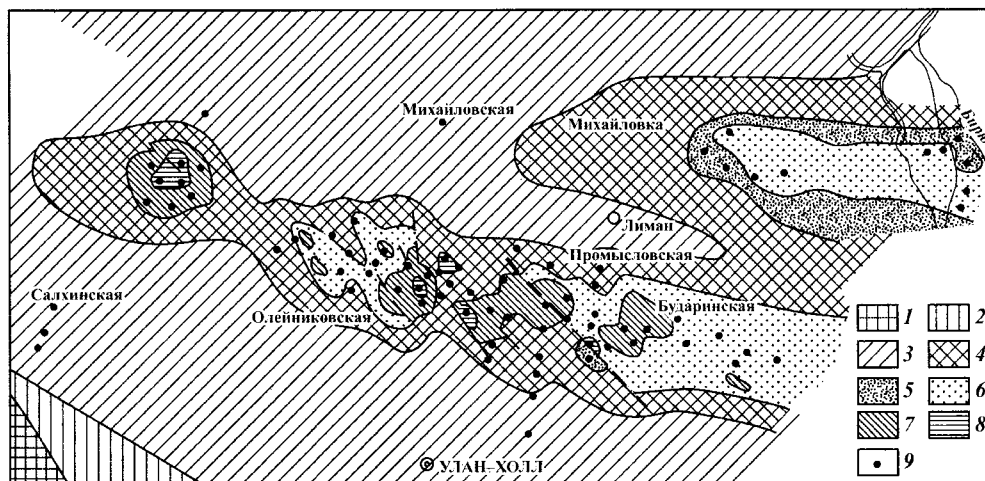 Михайловская
Михайловка
Лиман
Промысловская
Салхинская
Олейниковская
Бударинская
УЛАН-ХОЛЛ
1 2
3 4
5 6
7 8
9